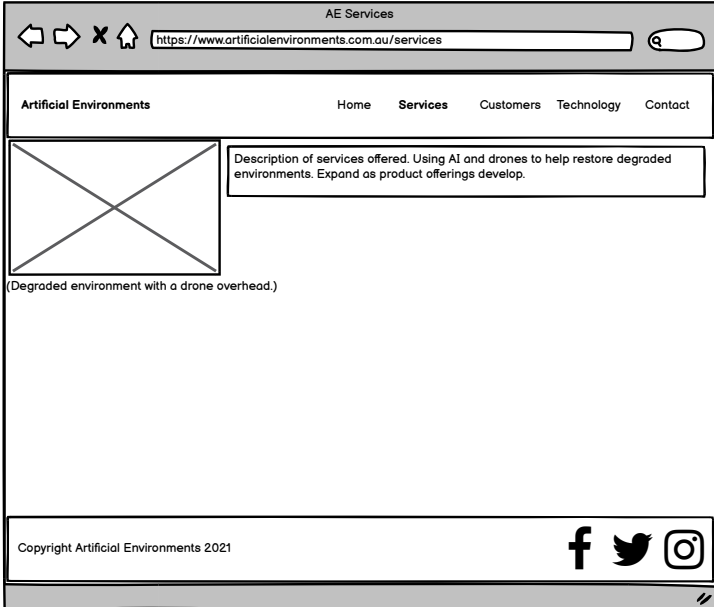 AE Services
https://www.artificialenvironments.com.au/services
Artificial Environments Home Services Customers Technology Contact
Description of services offered. Using AI and drones to help restore degraded
environments. Expand as product offerings develop.
(Degraded environment with a drone overhead.)
Copyright Artificial Environments 2021